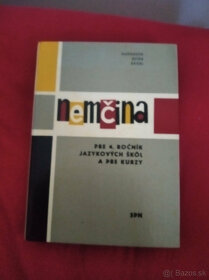 nemčina
PRE 4. ROČNÍK
JAZYKOVÝCH ŠKÔL
A PRE KURZY
SPN
Bazos.sk